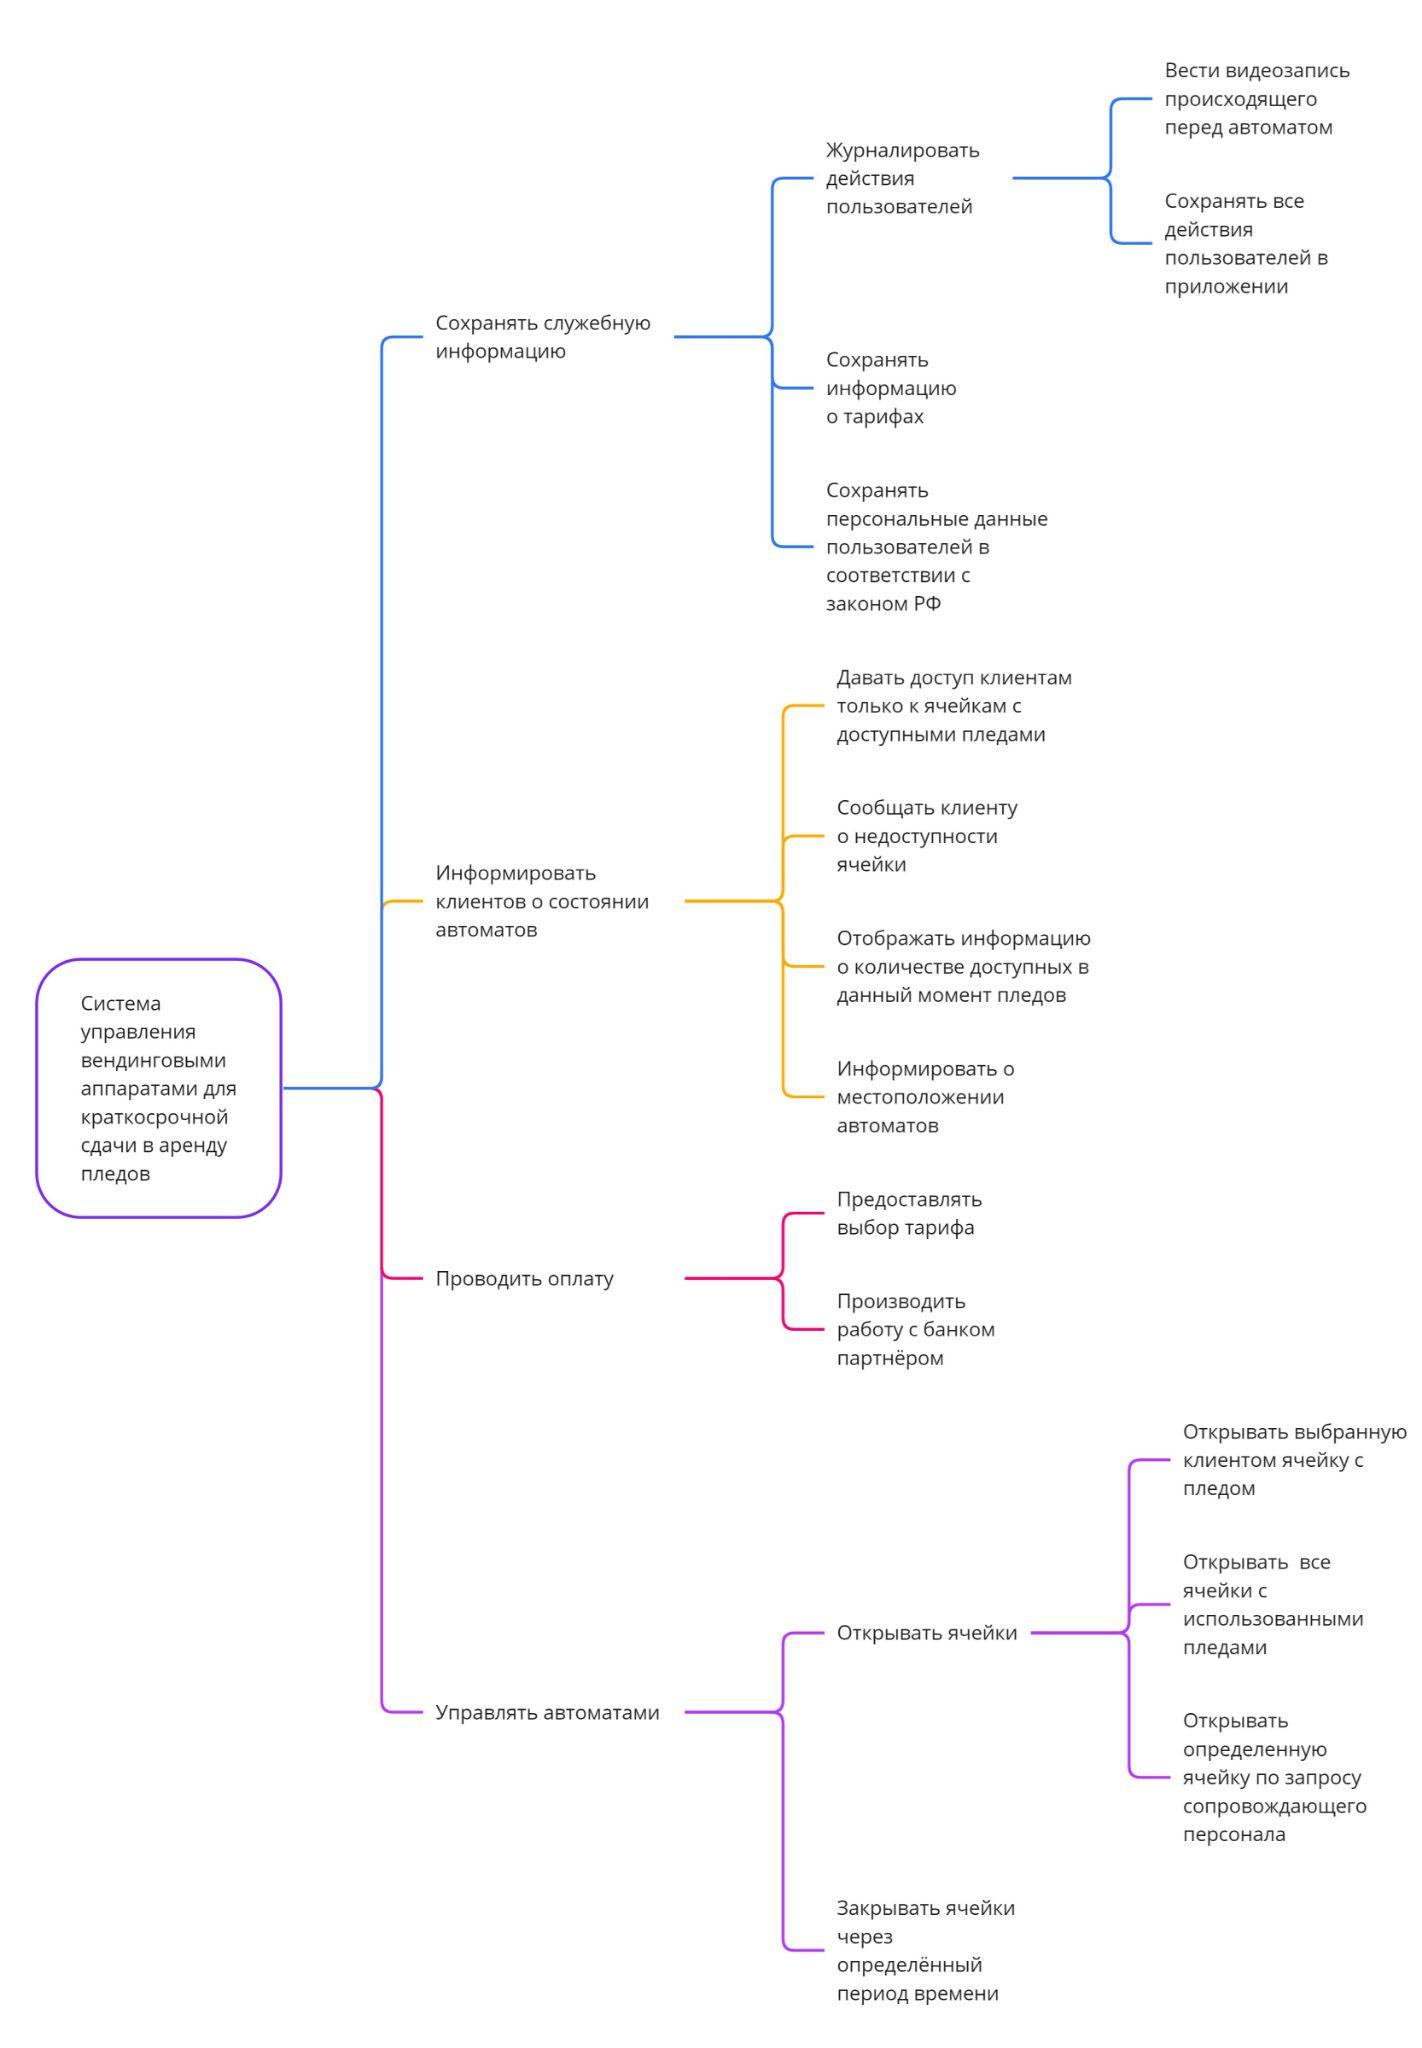 Вести видеозапись
происходящего
перед автоматом
Журналировать
действия
пользователей
Сохранять все
действия
пользователей в
приложении
Сохранять служебную
информацию
Сохранять
информацию
о тарифах
Сохранять
персональные данные
пользователей в
соответствии с
законом РФ
Давать доступ клиентам
только к ячейкам с
доступными пледами
Сообщать клиенту
о недоступности
ячейки
Информировать
клиентов о состоянии
автоматов
Отображать информацию
о количестве доступных в
данный момент пледов
Информировать о
местоположении
автоматов
Система
управления
вендинговыми
аппаратами для
краткосрочной
сдачи в аренду
пледов
Предоставлять
выбор тарифа
Проводить оплату
Производить
работу с банком
партнёром
Открывать выбранную
клиентом ячейку с
пледом
Открывать все
ячейки с
использованными
пледами
Открывать ячейки
Управлять автоматами
Открывать
определенную
ячейку по запросу
сопровождающего
персонала
Закрывать ячейки
через
определённый
период времени